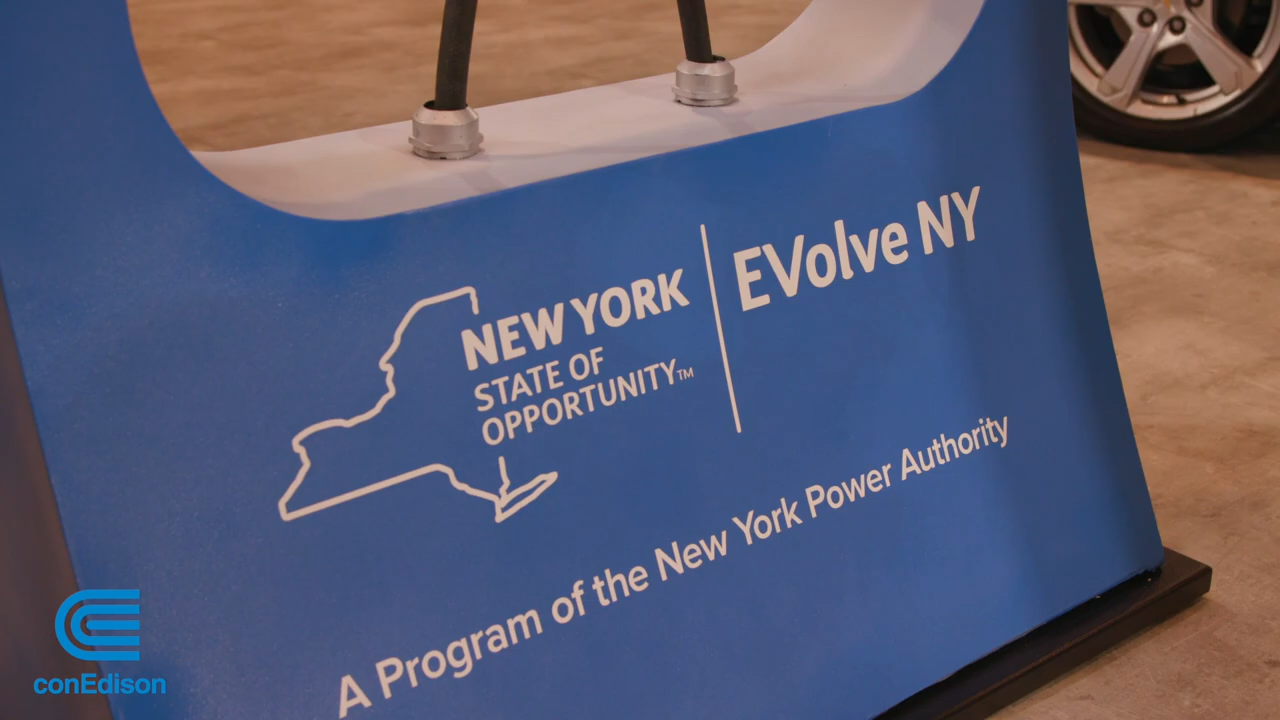 NEW YORK
STATE OF
OPPORTUNITY™
EVolve NY
A Program of the New York Power Authority
conEdison